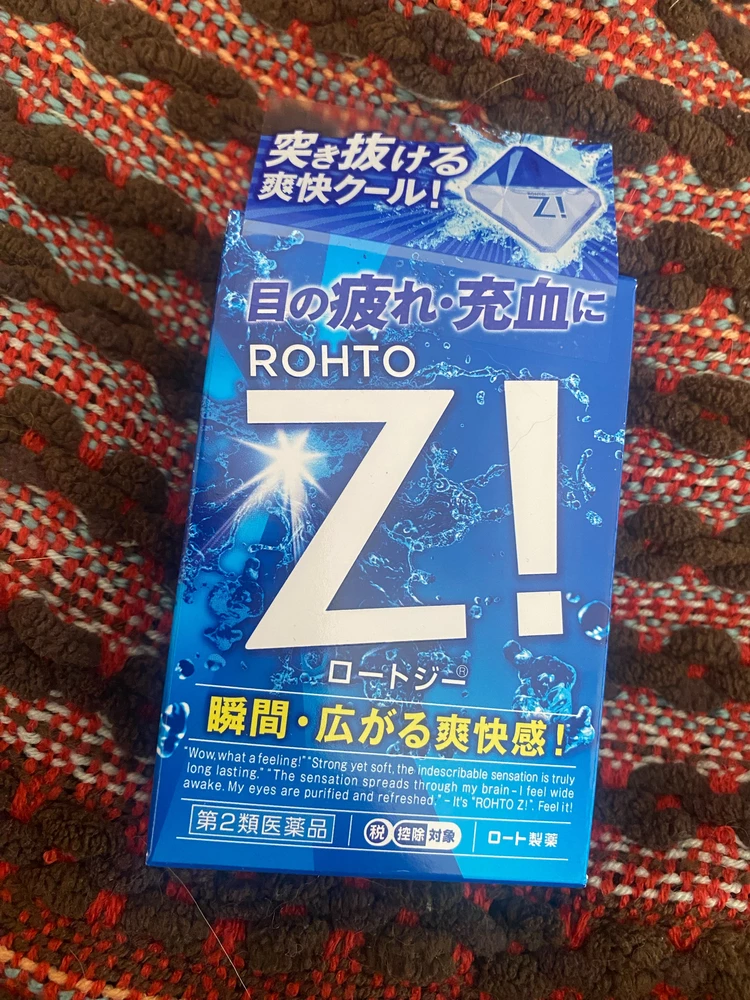 突き抜ける
爽快クール!
Z!
目の疲れ・充血に
ROHTO
Z!
ロートジー®
瞬間・広がる爽快感!
"Wow, what a feeling!" "Strong yet soft, the indescribable sensation is truly
long lasting." "The sensation spreads through my brain – I feel wide
awake. My eyes are purified and refreshed." – It's "ROHTO Z!". Feel it!
第2類医薬品
税 控除 対象
ロート製薬